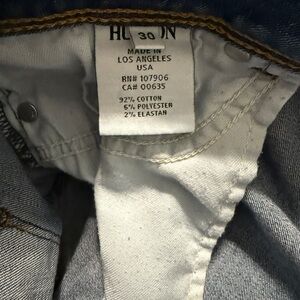 30
MADE IN
LOS ANGELES
USA
RN# 107906
CA# 00635
92% COTTON
6% POLYESTER
2% ELASTAN